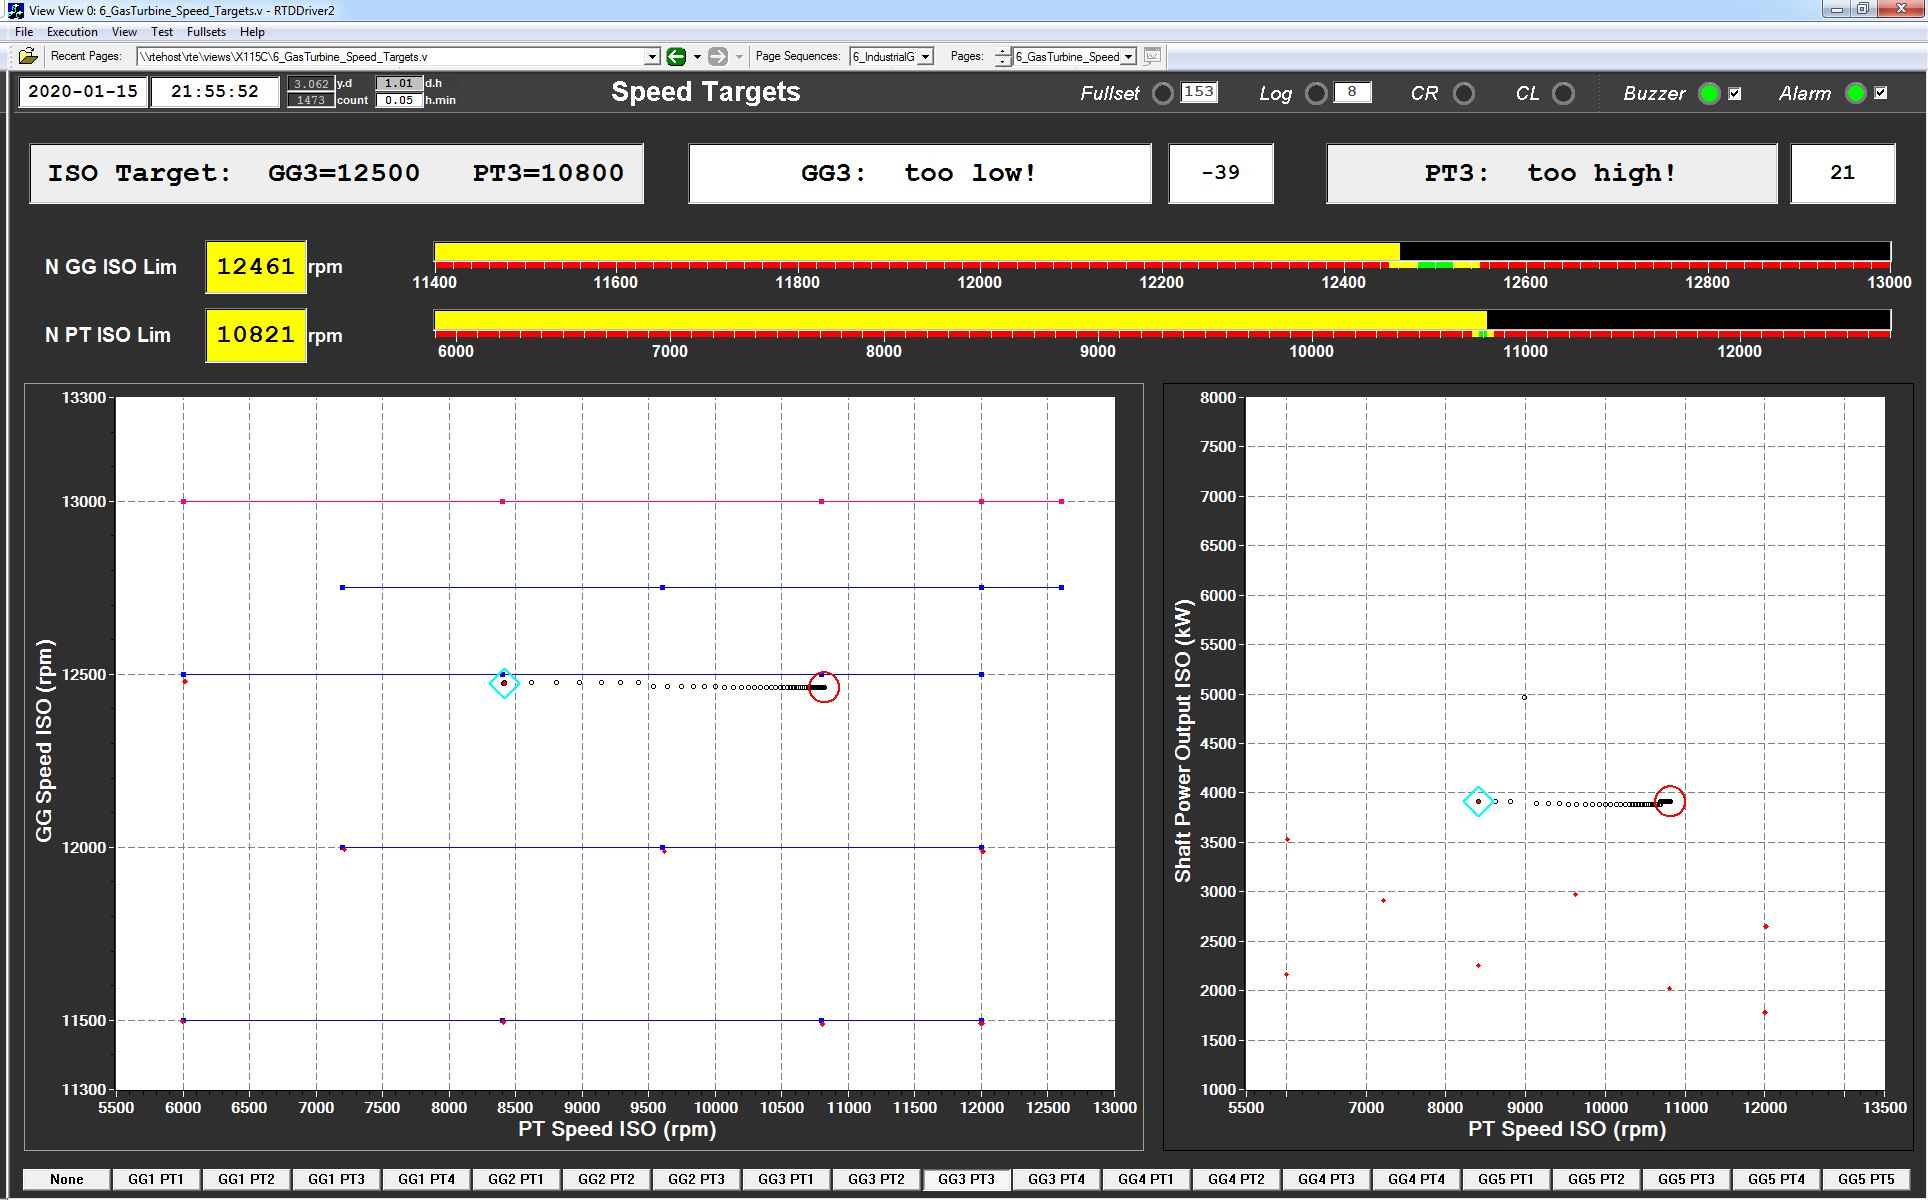 View View 0: 6_GasTurbine_Speed_Targets.v - RTDDriver2
File Execution View Test Fullsets Help
Recent Pages: \\rtehost\rte\views\X115C\6_GasTurbine_Speed_Targets.v Page Sequences: 6_IndustrialG Pages: 6_GasTurbine_Speed
2020-01-15 21:55:52 3.062 y.d 1.01 d.h Speed Targets Fullset 153 Log 8 CR CL Buzzer Alarm
1473 count 0.05 h.min
ISO Target: GG3=12500 PT3=10800 GG3: too low! -39 PT3: too high! 21
N GG ISO Lim 12461 rpm
11400 11600 11800 12000 12200 12400 12600 12800 13000
N PT ISO Lim 10821 rpm
6000 7000 8000 9000 10000 11000 12000
GG Speed ISO (rpm)
13300
13000
12500
12000
11500
11300
5500 6000 6500 7000 7500 8000 8500 9000 9500 10000 10500 11000 11500 12000 12500 13000
PT Speed ISO (rpm)
Shaft Power Output ISO (kW)
8000
7500
7000
6500
6000
5500
5000
4500
4000
3500
3000
2500
2000
1500
1000
5500 7000 8000 9000 10000 11000 12000 13500
PT Speed ISO (rpm)
None GG1 PT1 GG1 PT2 GG1 PT3 GG1 PT4 GG2 PT1 GG2 PT2 GG2 PT3 GG3 PT1 GG3 PT2 GG3 PT3 GG3 PT4 GG4 PT1 GG4 PT2 GG4 PT3 GG4 PT4 GG5 PT1 GG5 PT2 GG5 PT3 GG5 PT4 GG5 PT5